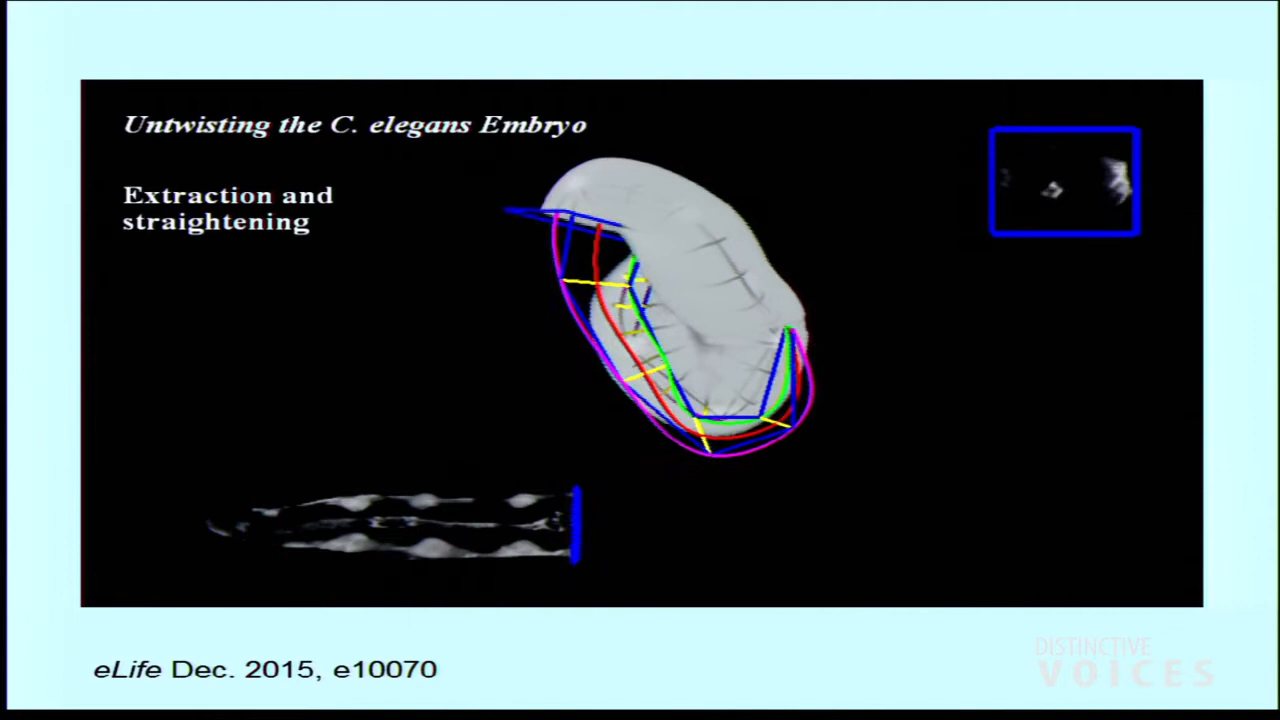 Untwisting the C. elegans Embryo
Extraction and
straightening
eLife Dec. 2015, e10070
DISTINCTIVE
VOICES